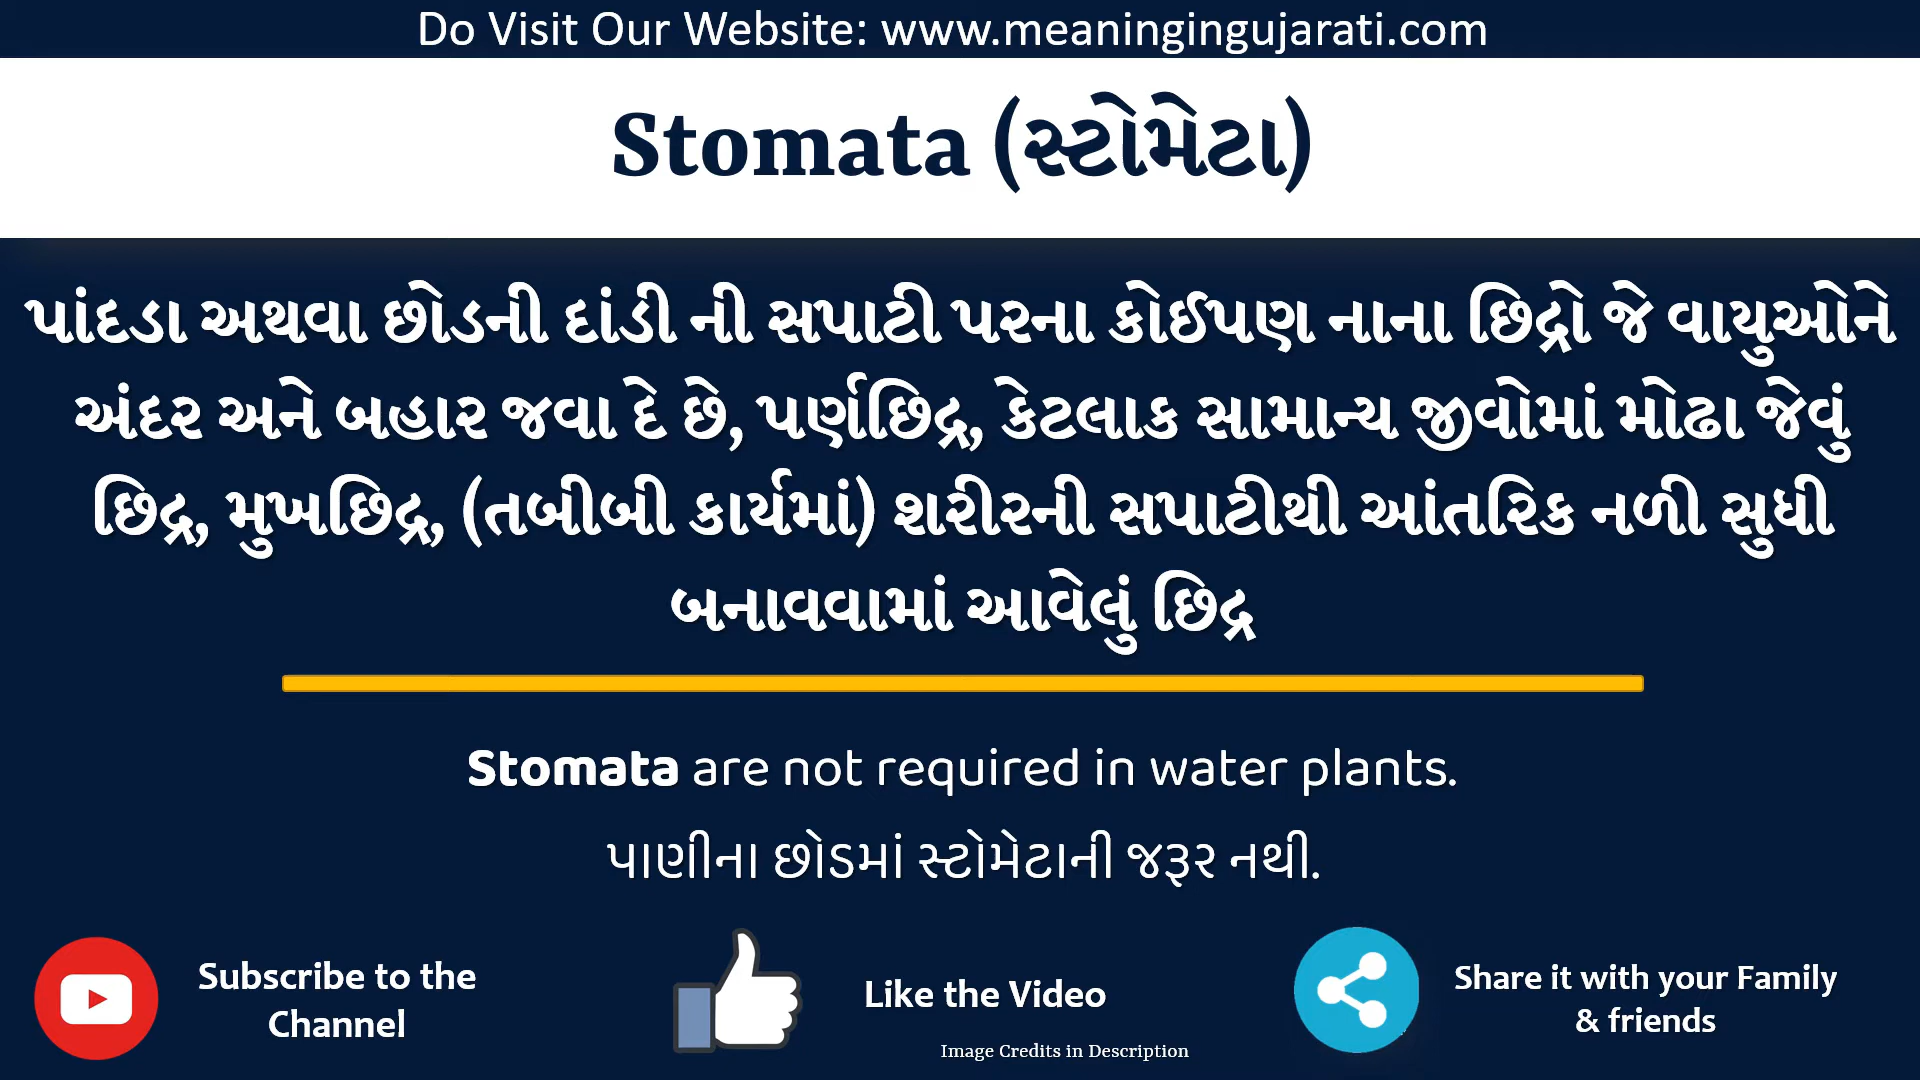 Do Visit Our Website: www.meaningingujarati.com
Stomata (સ્ટોમેટા)
પાંદડા અથવા છોડની દાંડી ની સપાટી પરના કોઈપણ નાના છિદ્રો જે વાયુઓને
અંદર અને બહાર જવા દે છે, પર્ણછિદ્ર, કેટલાક સામાન્ય જીવોમાં મોઢા જેવું
છિદ્ર, મુખછિદ્ર, (તબીબી કાર્યમાં) શરીરની સપાટીથી આંતરિક નળી સુધી
બનાવવામાં આવેલું છિદ્ર
Stomata are not required in water plants.
પાણીના છોડમાં સ્ટોમેટાની જરૂર નથી.
Subscribe to the
Channel
Like the Video
Share it with your Family
& friends
Image Credits in Description